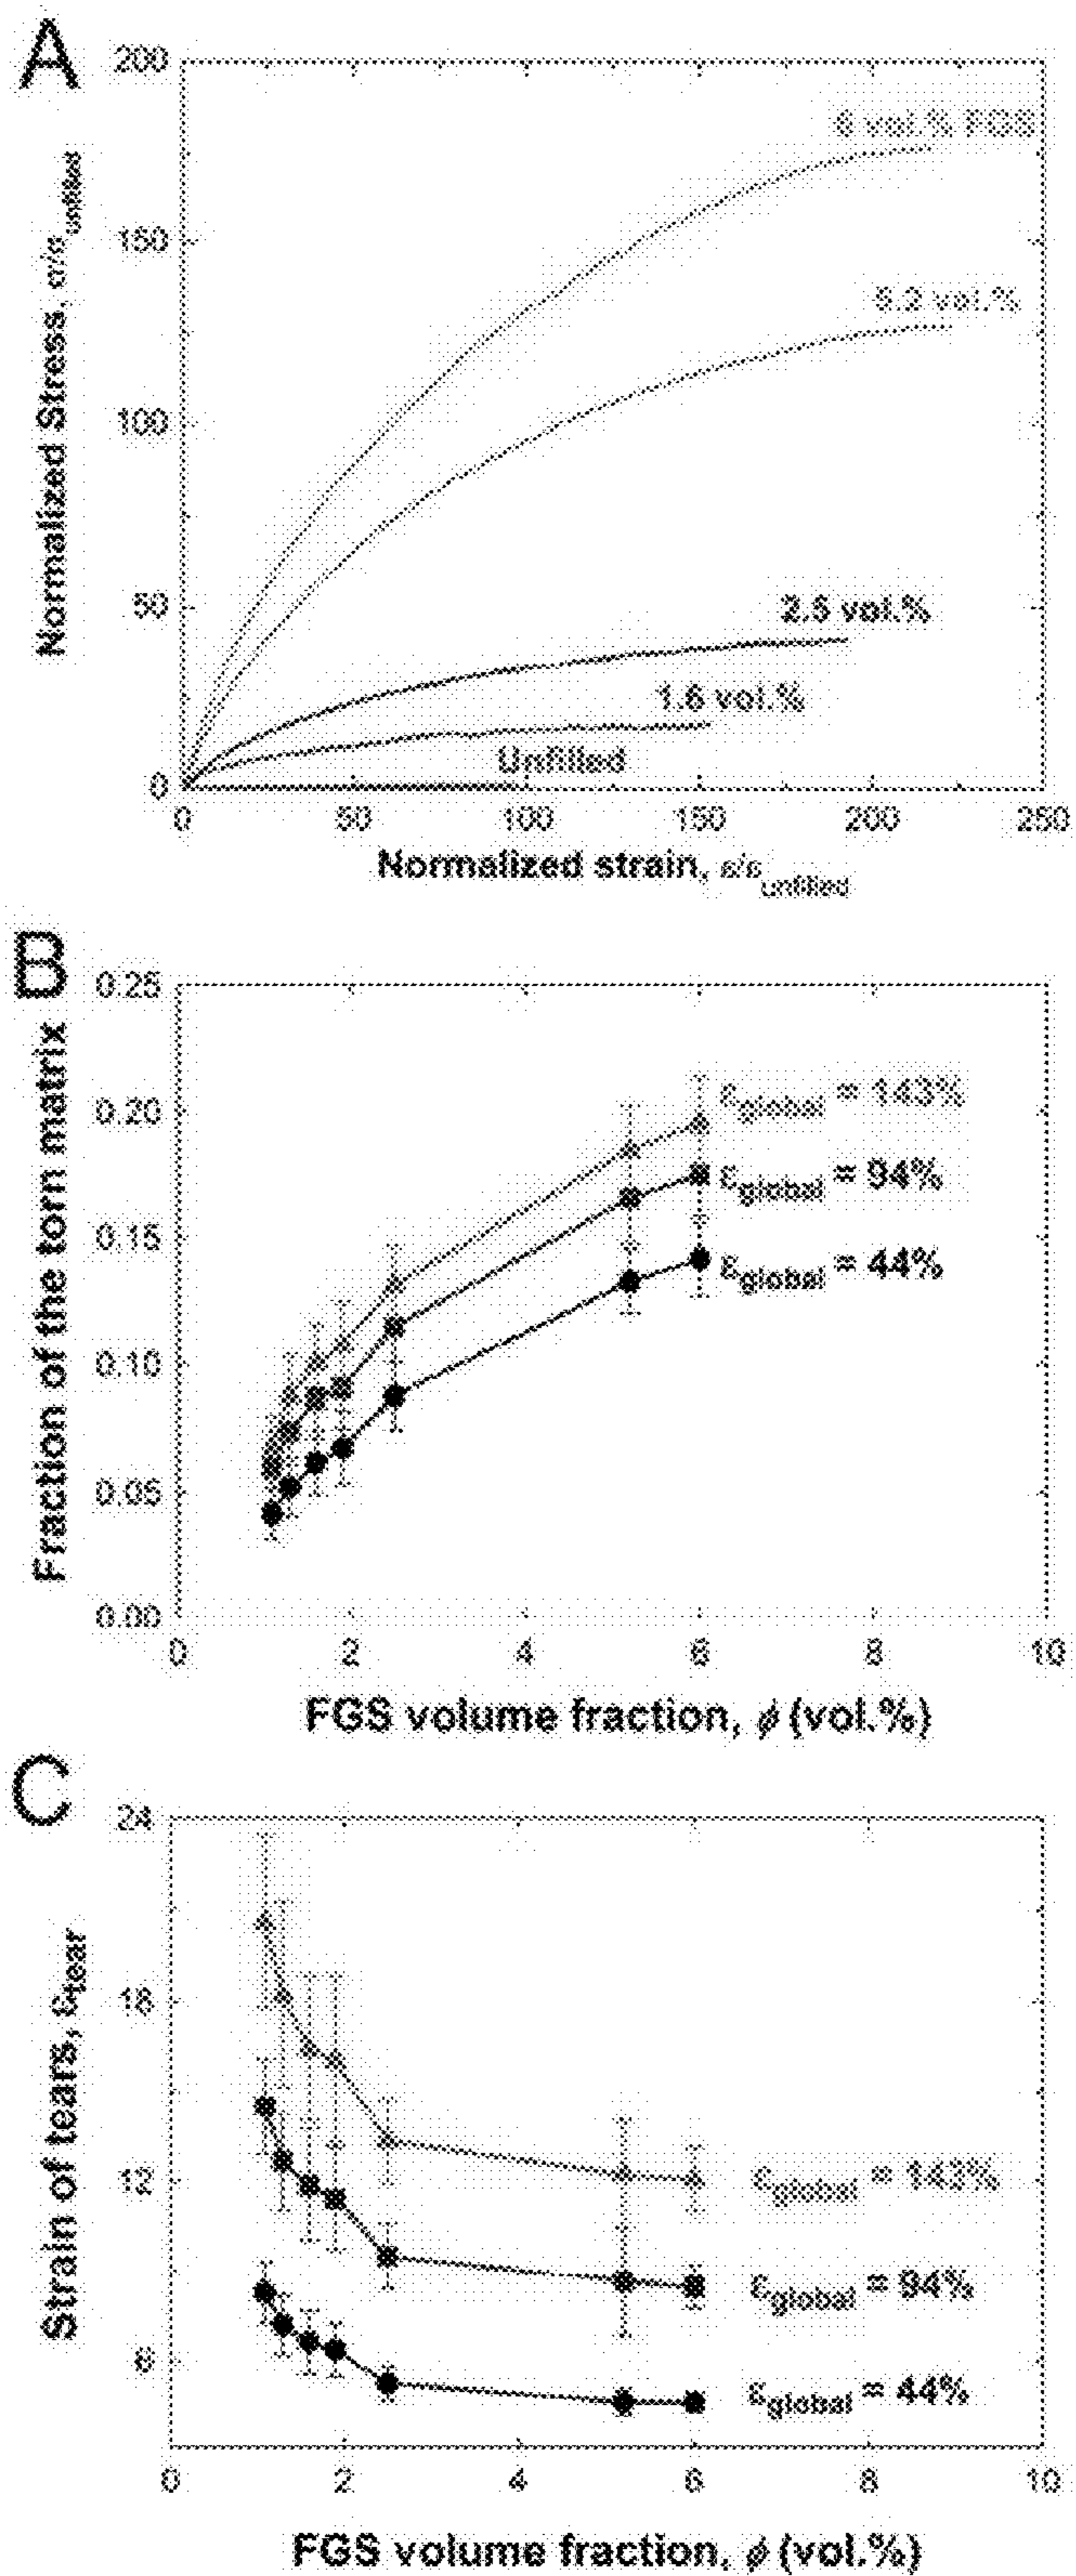 A
200
6 vol.% FGS
150
5.2 vol.%
100
50
2.5 vol.%
1.6 vol.%
Unfilled
0
0 50 100 150 200 250
Normalized Stress, σ/σunfilled
Normalized strain, ε/εunfilled
B
0.25
0.20
0.15
0.10
0.05
0.00
εglobal = 143%
εglobal = 94%
εglobal = 44%
Fraction of the torn matrix
0 2 4 6 8 10
FGS volume fraction, ϕ (vol.%)
C
24
18
12
6
εglobal = 143%
εglobal = 94%
εglobal = 44%
Strain of tears, εtear
0 2 4 6 8 10
FGS volume fraction, ϕ (vol.%)